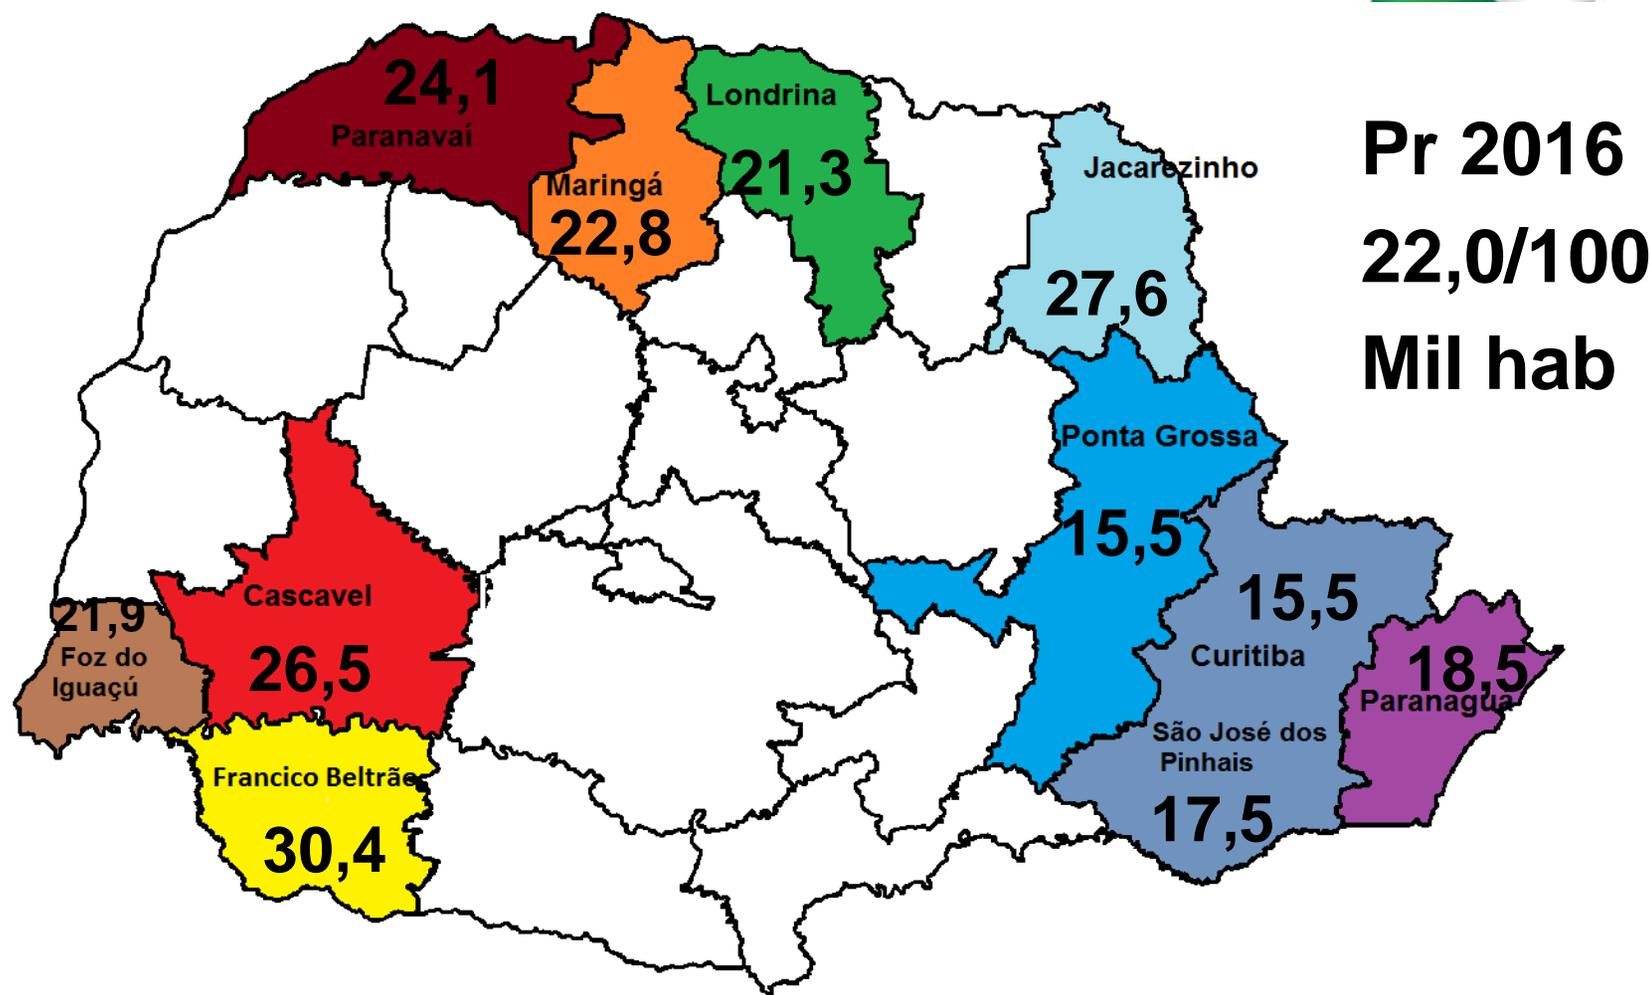 24,1
Paranavaí
Maringá
22,8
Londrina
21,3
Jacarezinho
27,6
Pr 2016
22,0/100
Mil hab
Ponta Grossa
15,5
Cascavel
26,5
21,9
Foz do
Iguaçú
Francico Beltrão
30,4
15,5
Curitiba
São José dos
Pinhais
17,5
18,5
Paranagua